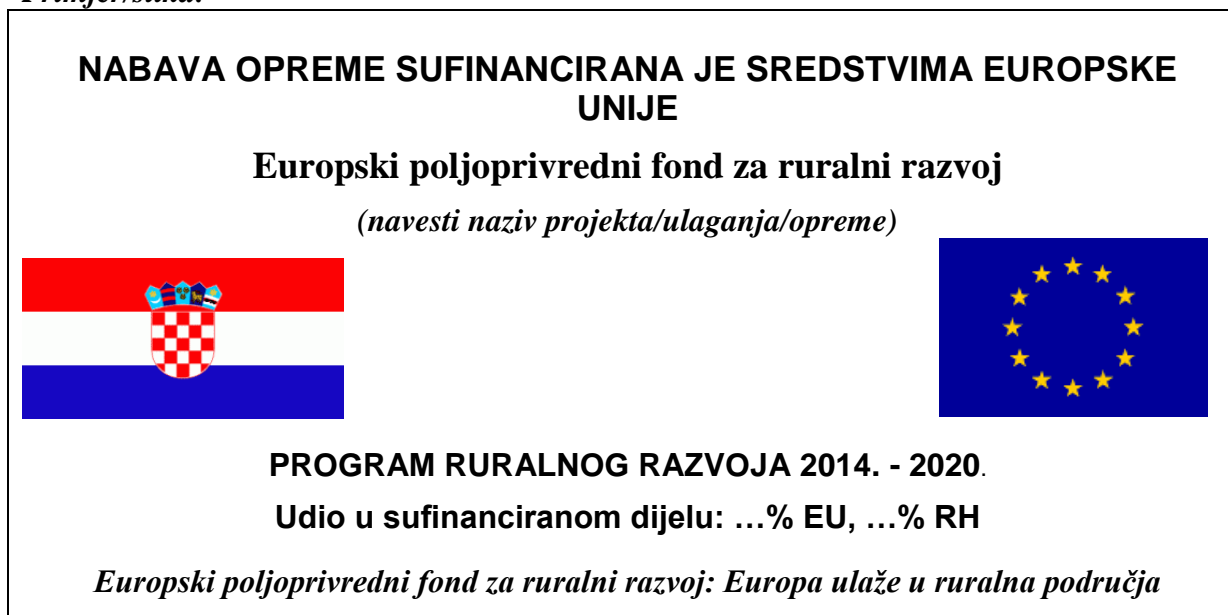 NABAVA OPREME SUFINANCIRANA JE SREDSTVIMA EUROPSKE
UNIJE
Europski poljoprivredni fond za ruralni razvoj
(navesti naziv projekta/ulaganja/opreme)
PROGRAM RURALNOG RAZVOJA 2014. - 2020.
Udio u sufinanciranom dijelu: …% EU, …% RH
Europski poljoprivredni fond za ruralni razvoj: Europa ulaže u ruralna područja